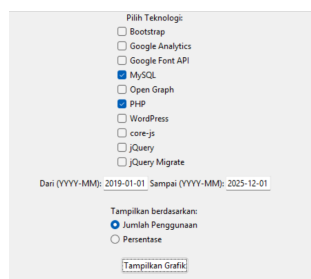 Pilih Teknologi:
Bootstrap
Google Analytics
Google Font API
MySQL
Open Graph
PHP
WordPress
core-js
jQuery
jQuery Migrate
Dari (YYYY-MM): 2019-01-01 Sampai (YYYY-MM): 2025-12-01
Tampilkan berdasarkan:
Jumlah Penggunaan
Persentase
Tampilkan Grafik